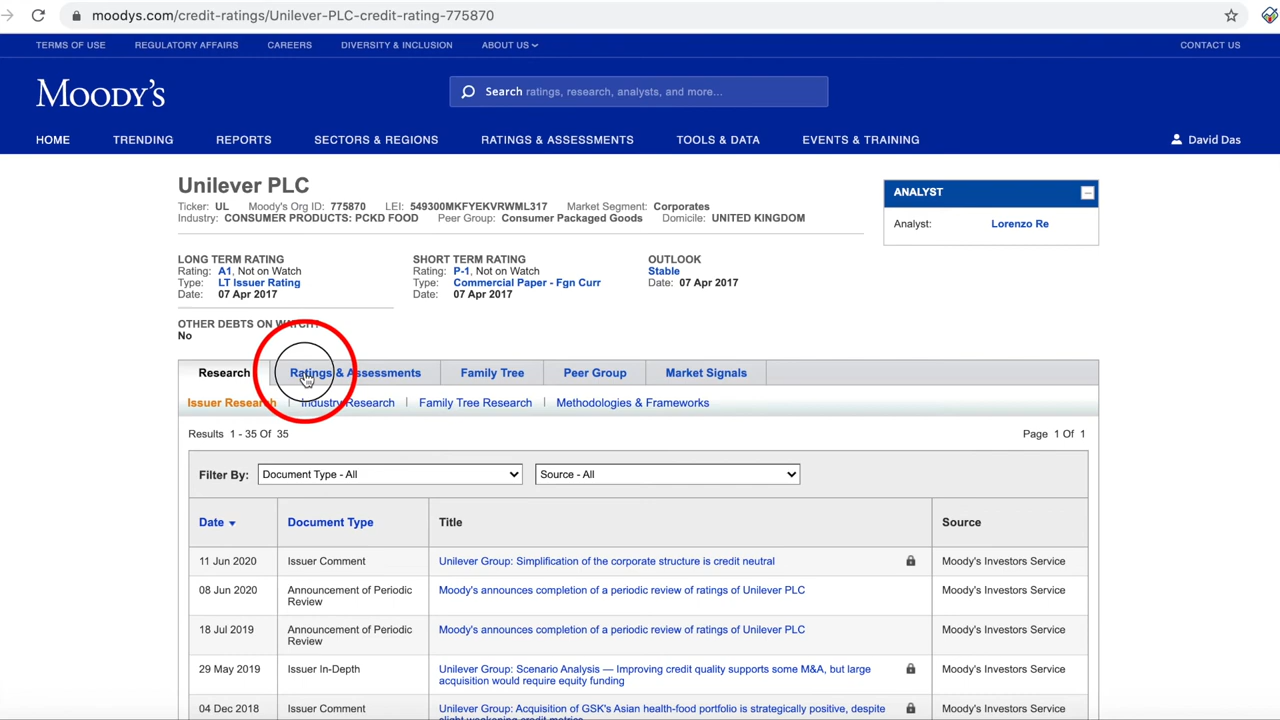 moodys.com/credit-ratings/Unilever-PLC-credit-rating-775870
TERMS OF USE REGULATORY AFFAIRS CAREERS DIVERSITY & INCLUSION ABOUT US CONTACT US
MOODY'S
Search ratings, research, analysts, and more...
HOME TRENDING REPORTS SECTORS & REGIONS RATINGS & ASSESSMENTS TOOLS & DATA EVENTS & TRAINING David Das
Unilever PLC
Ticker: UL Moody's Org ID: 775870 LEI: 549300MKFYEKVRWML317 Market Segment: Corporates
Industry: CONSUMER PRODUCTS: PCKD FOOD Peer Group: Consumer Packaged Goods Domicile: UNITED KINGDOM
ANALYST
Analyst: Lorenzo Re
LONG TERM RATING
Rating: A1, Not on Watch
Type: LT Issuer Rating
Date: 07 Apr 2017
SHORT TERM RATING
Rating: P-1, Not on Watch
Type: Commercial Paper - Fgn Curr
Date: 07 Apr 2017
OUTLOOK
Stable
Date: 07 Apr 2017
OTHER DEBTS ON WATCH?
No
Research Ratings & Assessments Family Tree Peer Group Market Signals
Issuer Research Industry Research Family Tree Research Methodologies & Frameworks
Results 1 - 35 Of 35 Page 1 Of 1
Filter By: Document Type - All Source - All
Date Document Type Title Source
11 Jun 2020 Issuer Comment Unilever Group: Simplification of the corporate structure is credit neutral Moody's Investors Service
08 Jun 2020 Announcement of Periodic Moody's announces completion of a periodic review of ratings of Unilever PLC Moody's Investors Service
Review
18 Jul 2019 Announcement of Periodic Moody's announces completion of a periodic review of ratings of Unilever PLC Moody's Investors Service
Review
29 May 2019 Issuer In-Depth Unilever Group: Scenario Analysis — Improving credit quality supports some M&A, but large Moody's Investors Service
acquisition would require equity funding
04 Dec 2018 Issuer Comment Unilever Group: Acquisition of GSK's Asian health-food portfolio is strategically positive, despite Moody's Investors Service
slight weakening credit metrics